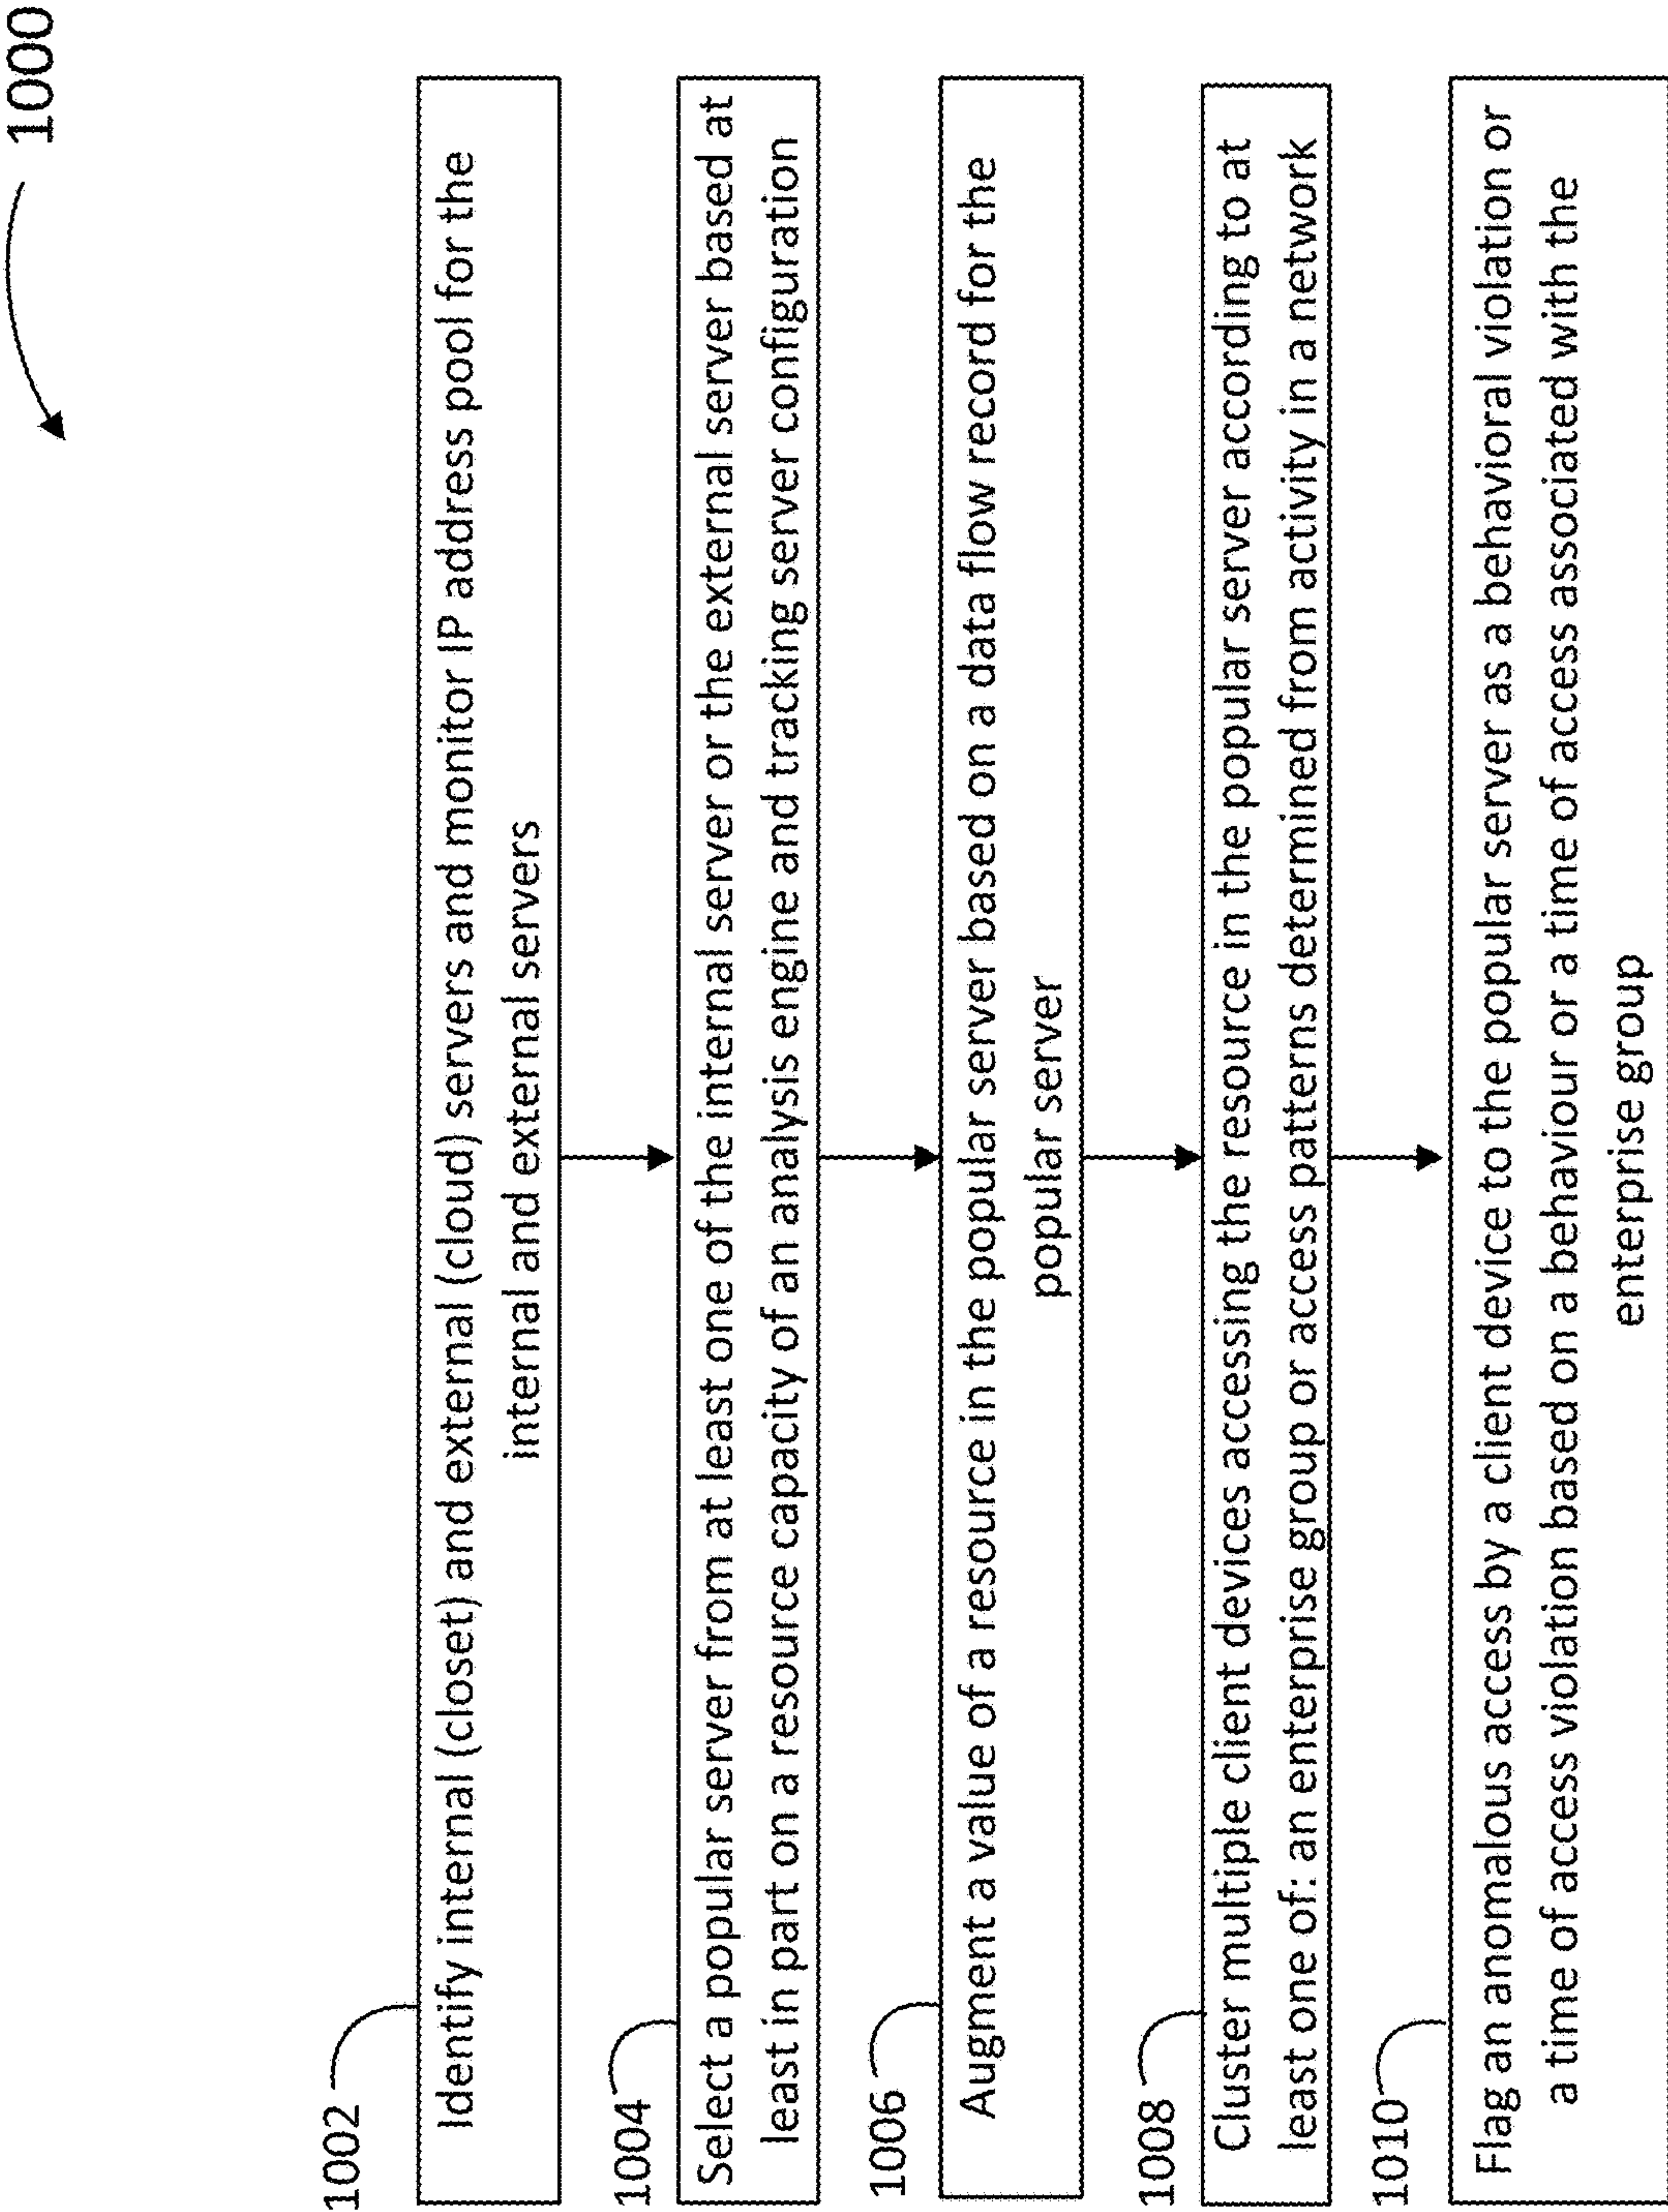 1000
1002
Identify internal (closet) and external (cloud) servers and monitor IP address pool for the
internal and external servers
1004
Select a popular server from at least one of the internal server or the external server based at
least in part on a resource capacity of an analysis engine and tracking server configuration
1006
Augment a value of a resource in the popular server based on a data flow record for the
popular server
1008
Cluster multiple client devices accessing the resource in the popular server according to at
least one of: an enterprise group or access patterns determined from activity in a network
1010
Flag an anomalous access by a client device to the popular server as a behavioral violation or
a time of access violation based on a behaviour or a time of access associated with the
enterprise group